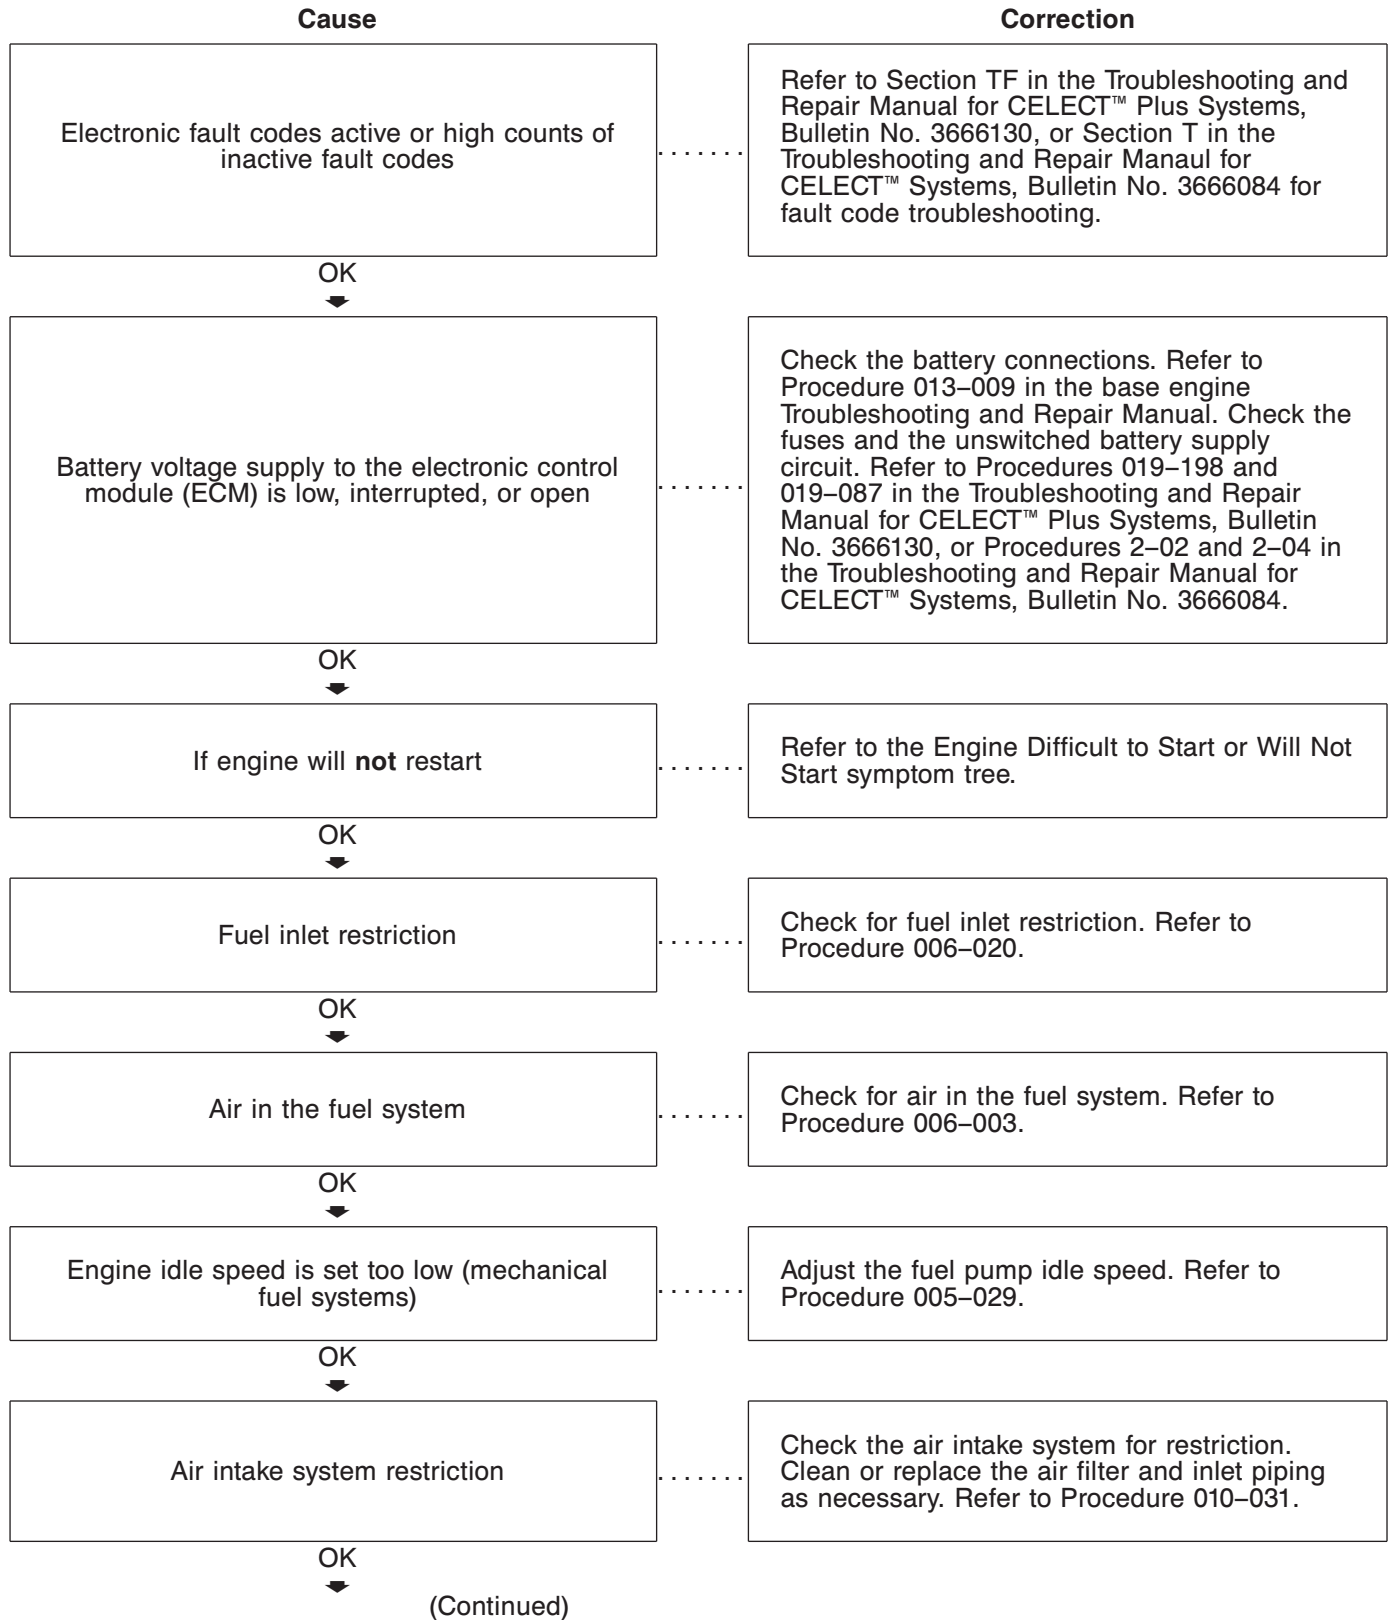 Cause
Correction
Electronic fault codes active or high counts of
inactive fault codes
.......
Refer to Section TF in the Troubleshooting and
Repair Manual for CELECT™ Plus Systems,
Bulletin No. 3666130, or Section T in the
Troubleshooting and Repair Manaul for
CELECT™ Systems, Bulletin No. 3666084 for
fault code troubleshooting.
OK
Battery voltage supply to the electronic control
module (ECM) is low, interrupted, or open
.......
Check the battery connections. Refer to
Procedure 013–009 in the base engine
Troubleshooting and Repair Manual. Check the
fuses and the unswitched battery supply
circuit. Refer to Procedures 019–198 and
019–087 in the Troubleshooting and Repair
Manual for CELECT™ Plus Systems, Bulletin
No. 3666130, or Procedures 2–02 and 2–04 in
the Troubleshooting and Repair Manual for
CELECT™ Systems, Bulletin No. 3666084.
OK
If engine will not restart
.......
Refer to the Engine Difficult to Start or Will Not
Start symptom tree.
OK
Fuel inlet restriction
.......
Check for fuel inlet restriction. Refer to
Procedure 006–020.
OK
Air in the fuel system
.......
Check for air in the fuel system. Refer to
Procedure 006–003.
OK
Engine idle speed is set too low (mechanical
fuel systems)
.......
Adjust the fuel pump idle speed. Refer to
Procedure 005–029.
OK
Air intake system restriction
.......
Check the air intake system for restriction.
Clean or replace the air filter and inlet piping
as necessary. Refer to Procedure 010–031.
OK
(Continued)